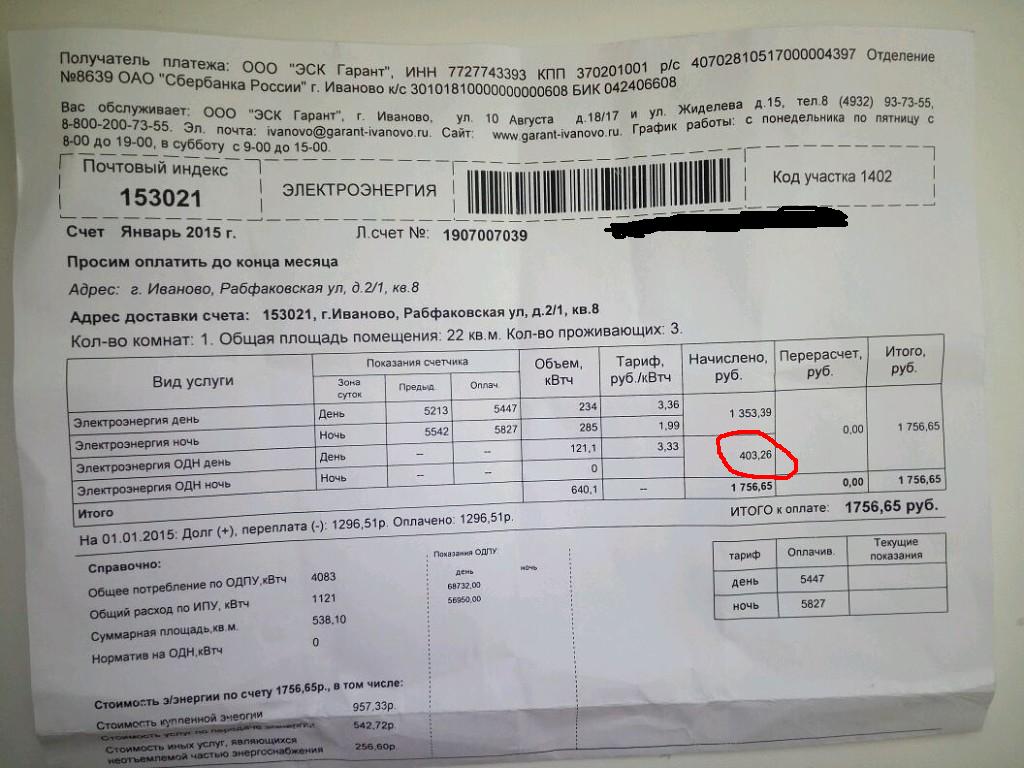 Получатель платежа: ООО "ЭСК Гарант", ИНН 7727743393 КПП 370201001 р/с 40702810517000004397 Отделение
№8639 ОАО "Сбербанка России" г. Иваново к/с 30101810000000000608 БИК 042406608
Вас обслуживает: ООО "ЭСК Гарант", г. Иваново, ул. 10 Августа д.18/17 и ул. Жиделева д.15, тел.8 (4932) 93-73-55,
8-800-200-73-55. Эл. почта: ivanovo@garant-ivanovo.ru. Сайт: www.garant-ivanovo.ru. График работы: с понедельника по пятницу с
8-00 до 19-00, в субботу с 9-00 до 15-00.
Почтовый индекс
153021
ЭЛЕКТРОЭНЕРГИЯ
Код участка 1402
Счет Январь 2015 г. Л.счет №: 1907007039
Просим оплатить до конца месяца
Адрес: г. Иваново, Рабфаковская ул, д.2/1, кв.8
Адрес доставки счета: 153021, г.Иваново, Рабфаковская ул, д.2/1, кв.8
Кол-во комнат: 1. Общая площадь помещения: 22 кв.м. Кол-во проживающих: 3.
Вид услуги
Показания счетчика
Зона суток
Предыд.
Оплач.
Объем, кВтч
Тариф, руб./кВтч
Начислено, руб.
Перерасчет, руб.
Итого, руб.
Электроэнергия день День 5213 5447 234 3,36 1 353,39
Электроэнергия ночь Ночь 5542 5827 285 1,99 0,00 1 756,65
Электроэнергия ОДН день День -- -- 121,1 3,33 403,26
Электроэнергия ОДН ночь Ночь -- -- 0
Итого 640,1 -- 1 756,65 0,00 1 756,65
На 01.01.2015: Долг (+), переплата (-): 1296,51р. Оплачено: 1296,51р.
ИТОГО к оплате: 1756,65 руб.
Справочно:
Общее потребление по ОДПУ,кВтч 4083
Общий расход по ИПУ, кВтч 1121
Суммарная площадь,кв.м. 538,10
Норматив на ОДН,кВтч 0
Показания ОДПУ
день ночь
68732,00
56950,00
тариф Оплачив. Текущие показания
день 5447
ночь 5827
Стоимость э/энергии по счету 1756,65р., в том числе:
Стоимость купленной энеогии 957,33р.
Стоимость услуг по передаче 542,72р.
Стоимость иных услуг, являющихся
неотъемлемой частью энергоснабжения 256,60р.